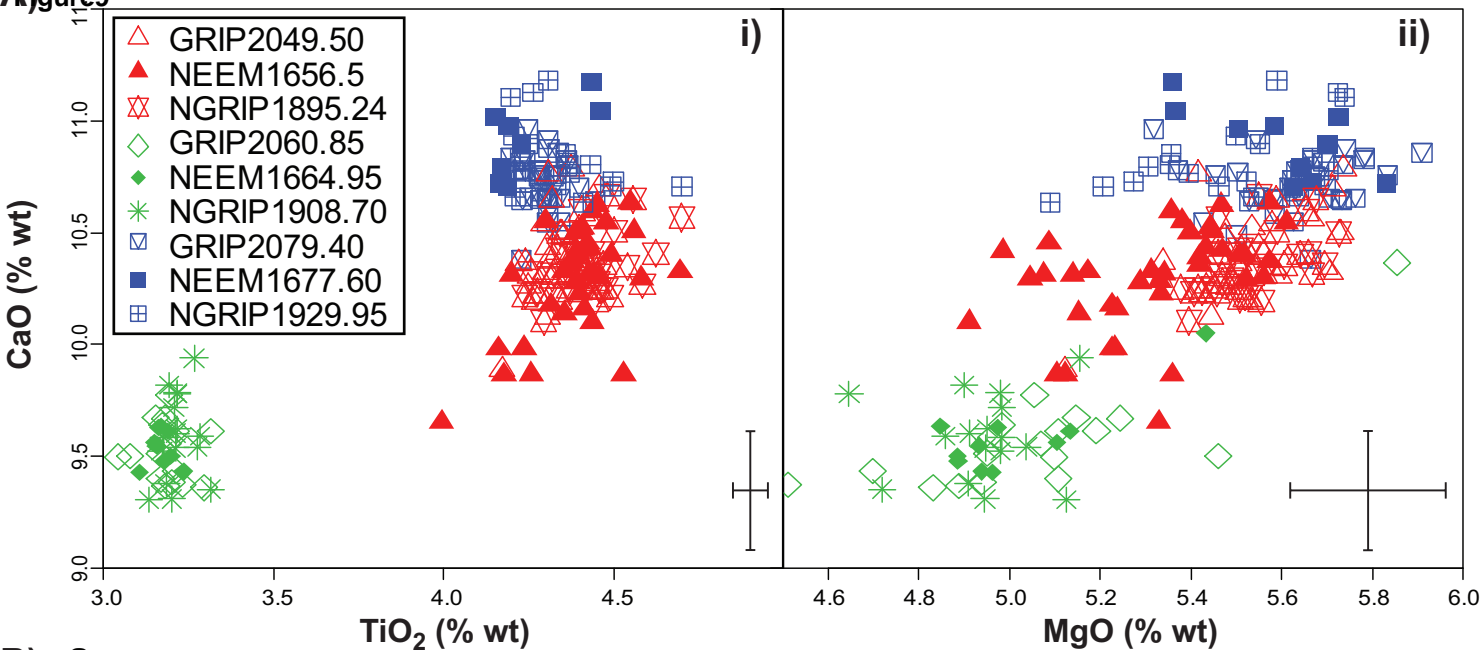 i)
ii)
GRIP2049.50
NEEM1656.5
NGRIP1895.24
GRIP2060.85
NEEM1664.95
NGRIP1908.70
GRIP2079.40
NEEM1677.60
NGRIP1929.95
CaO (% wt)
11.0
10.5
10.0
9.5
9.0
3.0 3.5 4.0 4.5
4.6 4.8 5.0 5.2 5.4 5.6 5.8 6.0
TiO2 (% wt)
MgO (% wt)